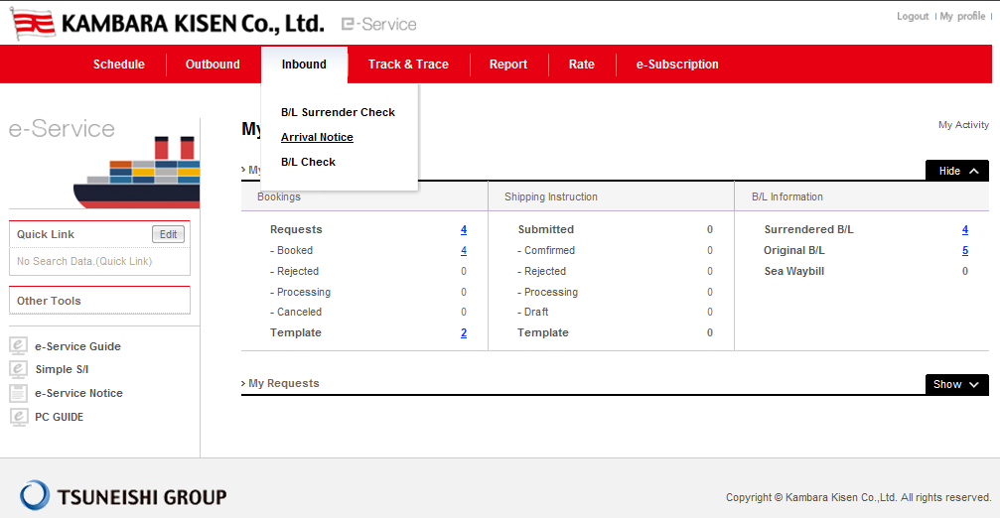 KAMBARA KISEN Co., Ltd. e-Service
Logout | My profile |
Schedule Outbound Inbound Track & Trace Report Rate e-Subscription
B/L Surrender Check
Arrival Notice
B/L Check
e-Service
My Activity
Hide
Quick Link Edit
No Search Data.(Quick Link)
Other Tools
e-Service Guide
Simple S/I
e-Service Notice
PC GUIDE
Bookings Shipping Instruction B/L Information
Requests 4 Submitted 0 Surrendered B/L 4
- Booked 4 - Comfirmed 0 Original B/L 5
- Rejected 0 - Rejected 0 Sea Waybill 0
- Processing 0 - Processing 0
- Canceled 0 - Draft 0
Template 2 Template 0
› My Requests Show
TSUNEISHI GROUP
Copyright © Kambara Kisen Co.,Ltd. All rights reserved.